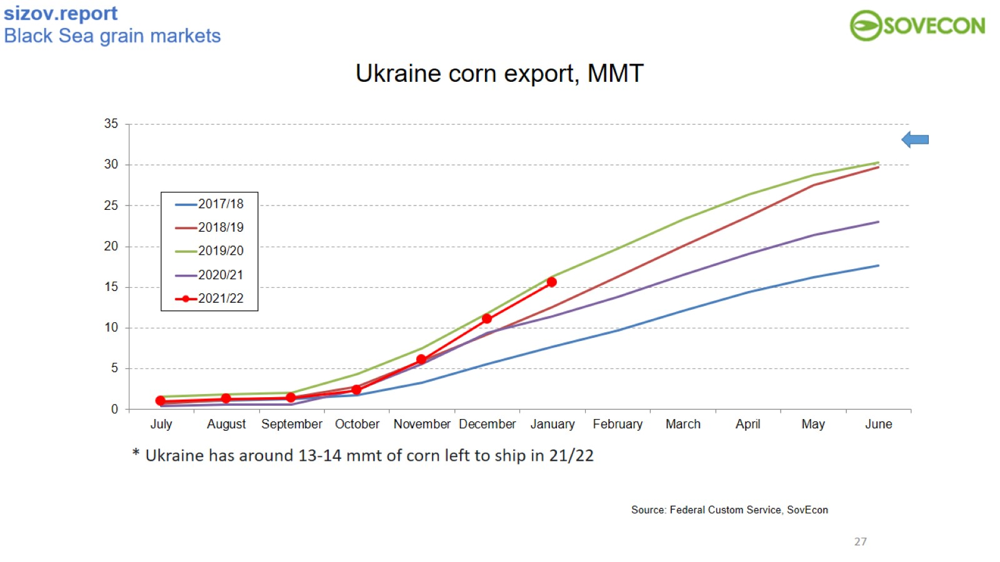 sizov.report
Black Sea grain markets
SOVECON
Ukraine corn export, MMT
35
30
25
20
15
10
5
0
2017/18
2018/19
2019/20
2020/21
2021/22
July August September October November December January February March April May June
* Ukraine has around 13-14 mmt of corn left to ship in 21/22
Source: Federal Custom Service, SovEcon
27